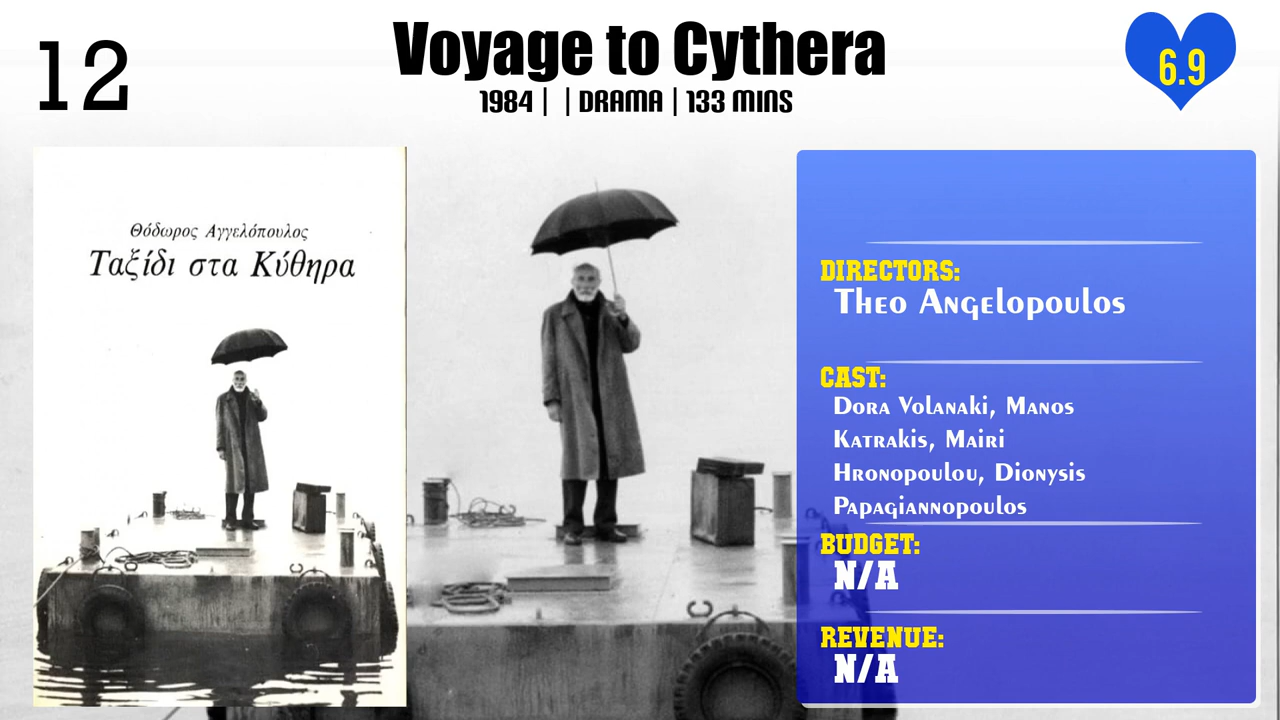 12
Voyage to Cythera
1984 | | DRAMA | 133 MINS
6.9
Θόδωρος Αγγελόπουλος
Ταξίδι στα Κύθηρα
DIRECTORS:
Theo Angelopoulos
CAST:
Dora Volanaki, Manos
Katrakis, Mairi
Hronopoulou, Dionysis
Papagiannopoulos
BUDGET:
N/A
REVENUE:
N/A